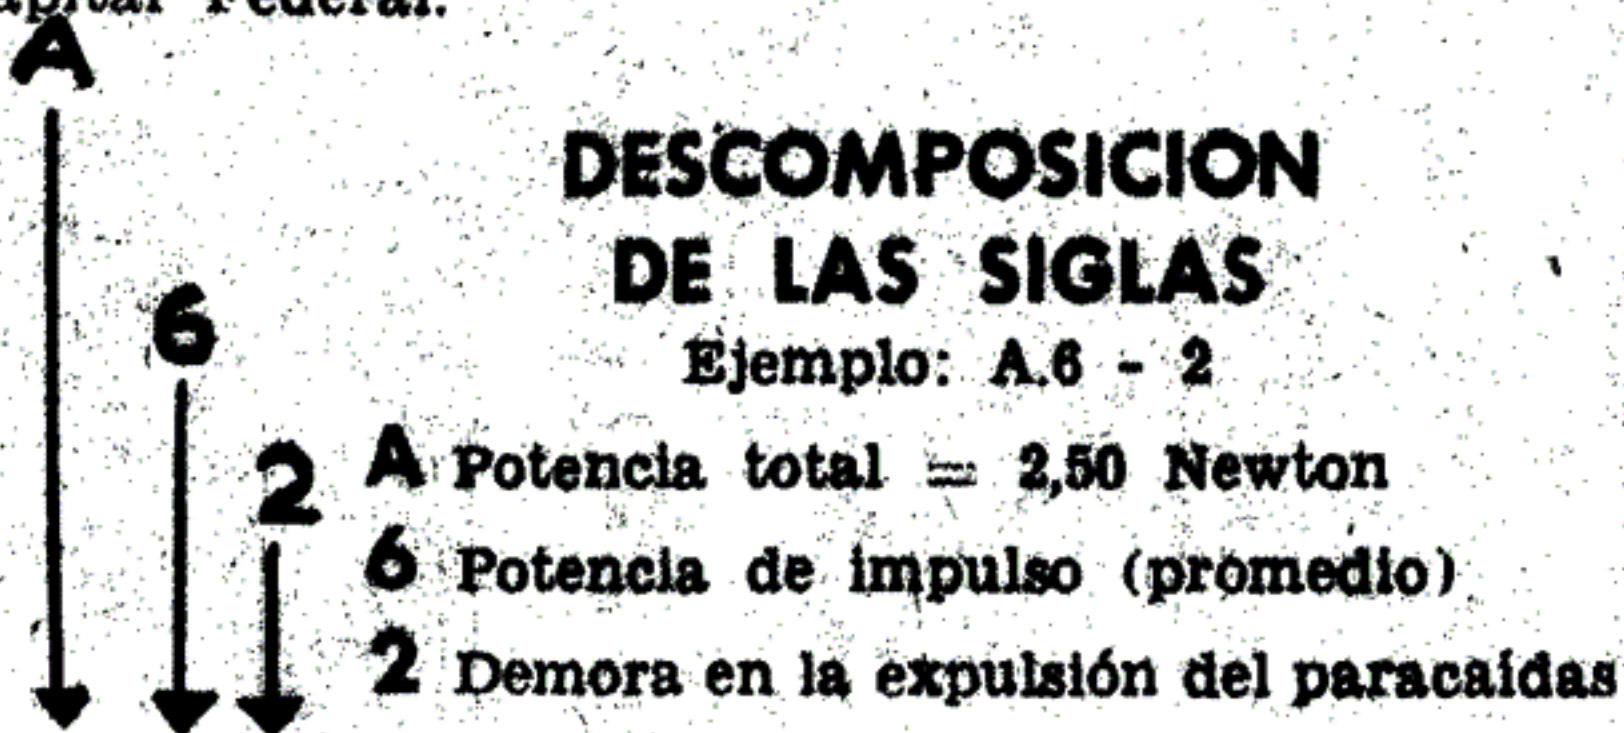 Federal.
A
DESCOMPOSICION
DE LAS SIGLAS
6
Ejemplo: A.6 - 2
2
A Potencia total = 2,50 Newton
6 Potencia de impulso (promedio)
2 Demora en la expulsión del paracaídas